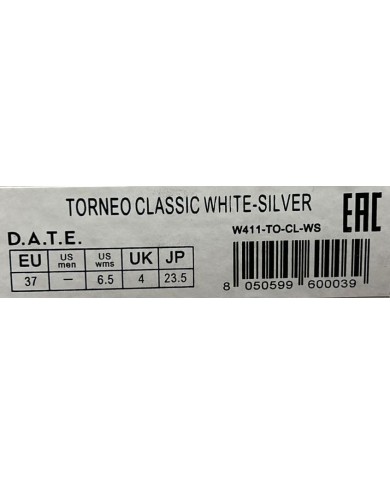 TORNEO CLASSIC WHITE-SILVER
EAC
W411-TO-CL-WS
D.A.T.E.
EU US men US wms UK JP
37 — 6.5 4 23.5
8 050599 600039